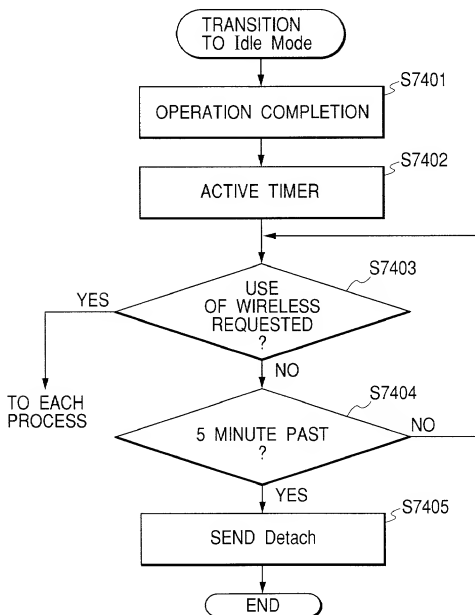 TRANSITION
TO Idle Mode
S7401
OPERATION COMPLETION
S7402
ACTIVE TIMER
S7403
USE
OF WIRELESS
REQUESTED
?
YES
NO
TO EACH
PROCESS
S7404
5 MINUTE PAST
?
NO
YES
S7405
SEND Detach
END